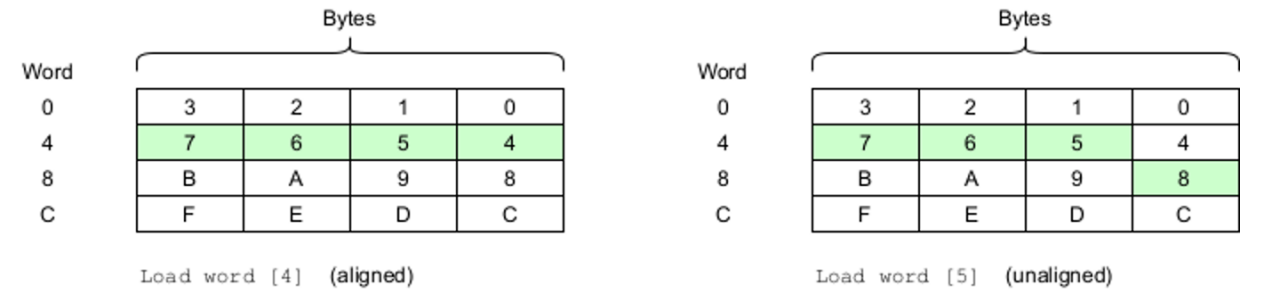 Bytes
Word
0 3 2 1 0
4 7 6 5 4
8 B A 9 8
C F E D C
Load word [4] (aligned)
Bytes
Word
0 3 2 1 0
4 7 6 5 4
8 B A 9 8
C F E D C
Load word [5] (unaligned)